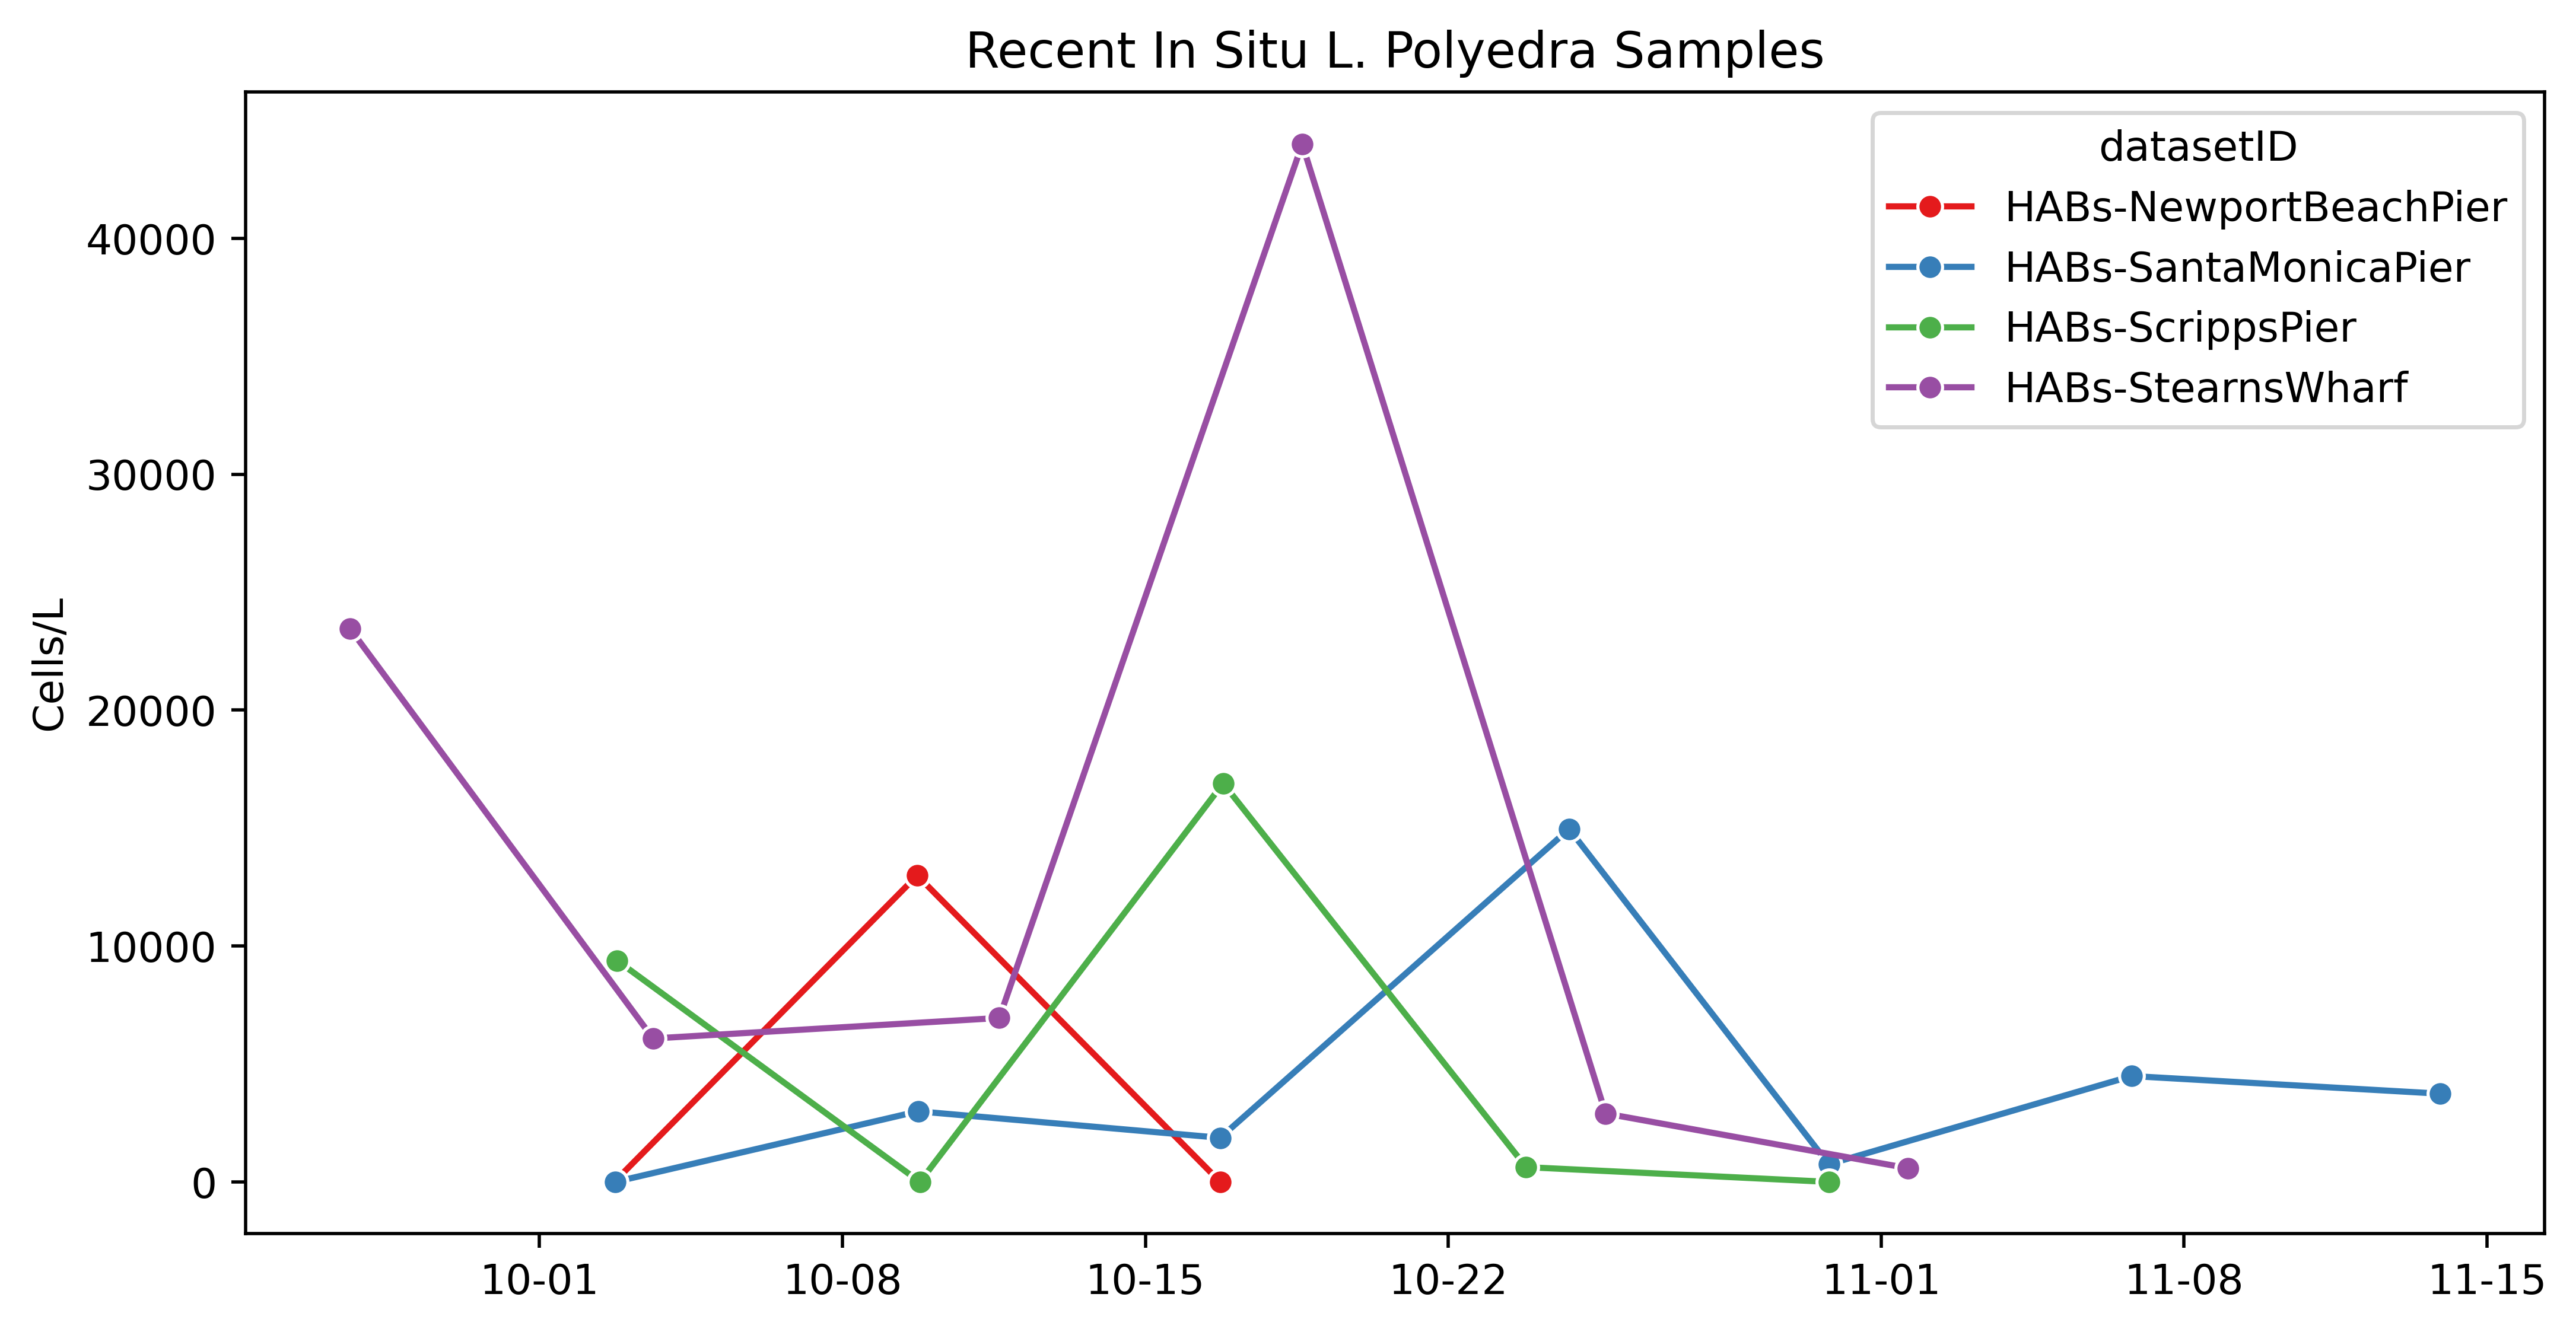 Recent In Situ L. Polyedra Samples
datasetID
HABs-NewportBeachPier
HABs-SantaMonicaPier
HABs-ScrippsPier
HABs-StearnsWharf
Cells/L
40000
30000
20000
10000
0
10-01 10-08 10-15 10-22 11-01 11-08 11-15